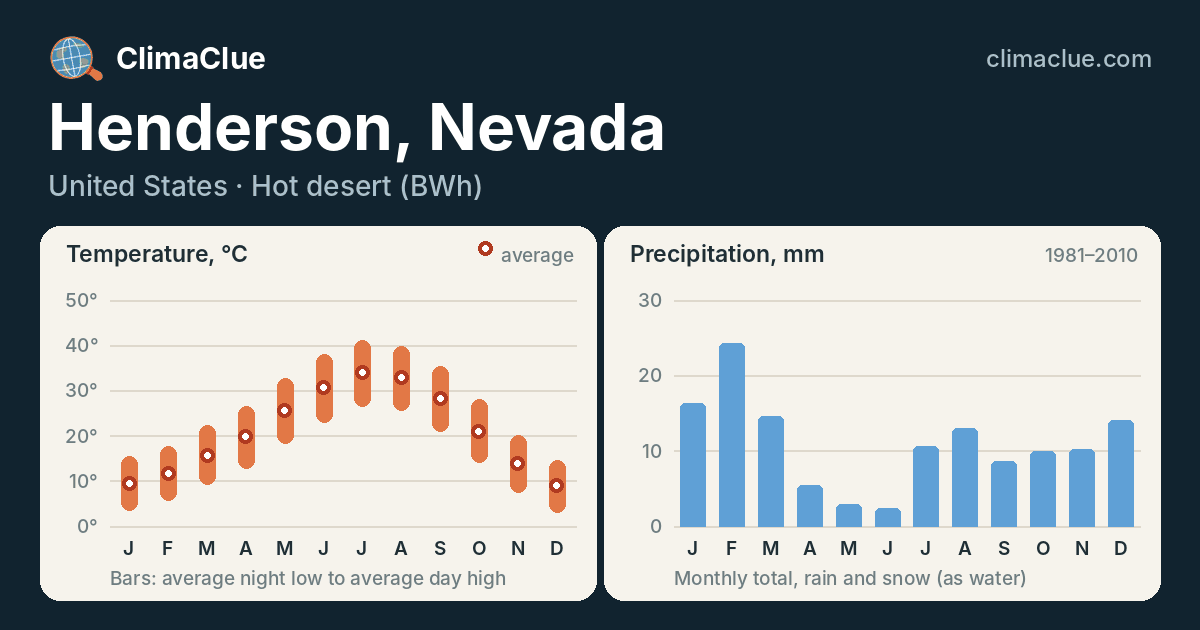 ClimaClue
climaclue.com
Henderson, Nevada
United States · Hot desert (BWh)
Temperature, °C
average
50°
40°
30°
20°
10°
0°
J F M A M J J A S O N D
Bars: average night low to average day high
Precipitation, mm
1981–2010
30
20
10
0
J F M A M J J A S O N D
Monthly total, rain and snow (as water)